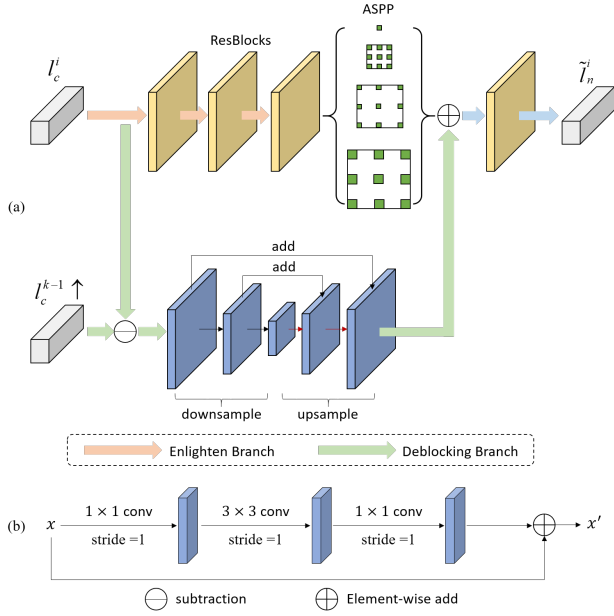 ASPP
ResBlocks
l_c^i
l̃_n^i
(a)
add
add
l_c^{k-1} ↑
downsample
upsample
Enlighten Branch
Deblocking Branch
(b)
x
1 × 1 conv
stride =1
3 × 3 conv
stride =1
1 × 1 conv
stride =1
x′
subtraction
Element-wise add